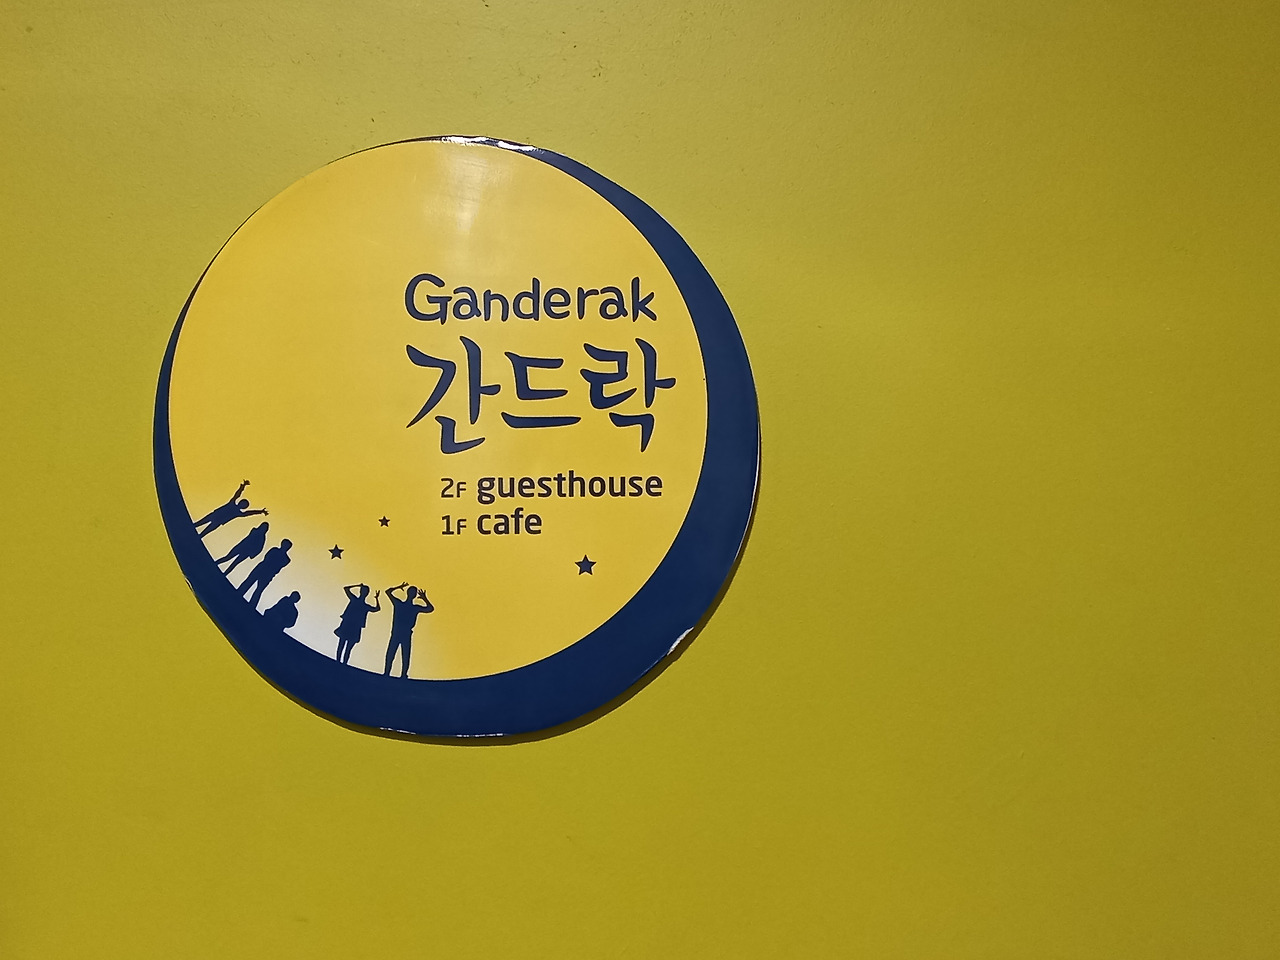 Ganderak
간드락
2F guesthouse
1F cafe